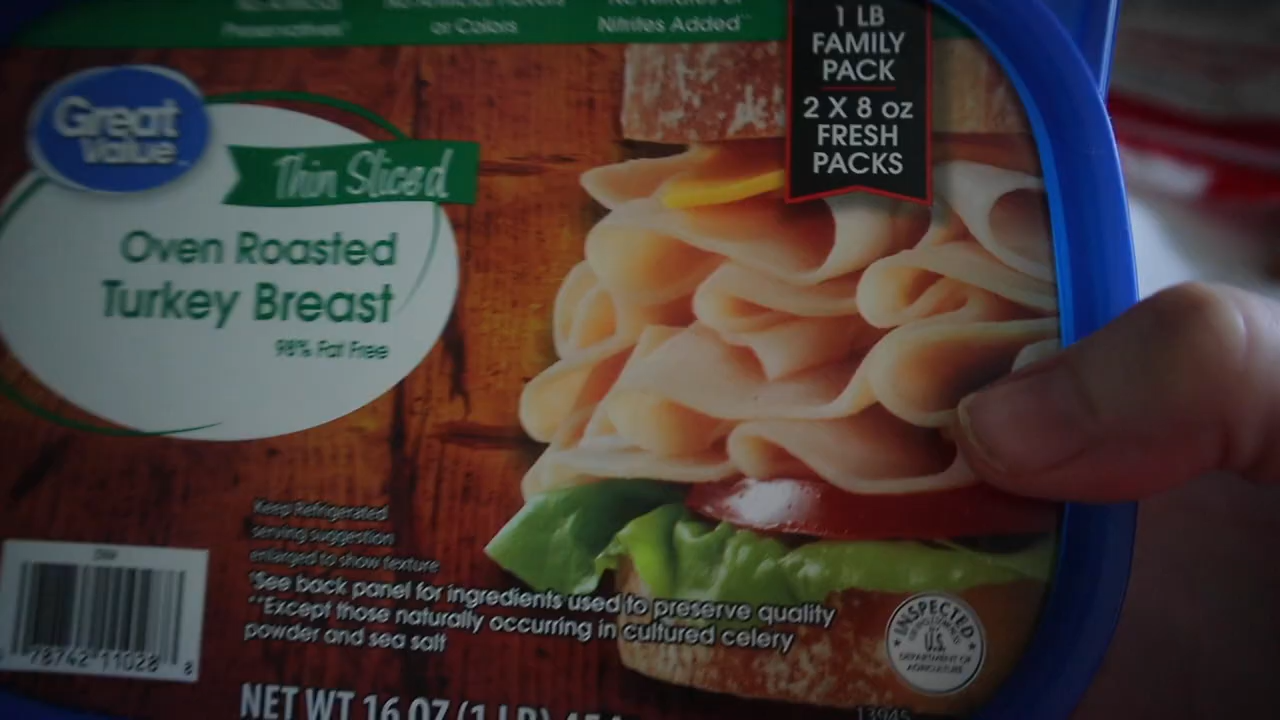 Preservatives*
or Colors
No Nitrates or
Nitrites Added**
1 LB
FAMILY
PACK
2 X 8 oz
FRESH
PACKS
Great
Value
Thin Sliced
Oven Roasted
Turkey Breast
98% Fat Free
Keep Refrigerated
serving suggestion
enlarged to show texture
*See back panel for ingredients used to preserve quality
**Except those naturally occurring in cultured celery
powder and sea salt
INSPECTED
U.S.
DEPARTMENT OF
AGRICULTURE
78742 11028 8
NET WT 16 OZ (1 LB)